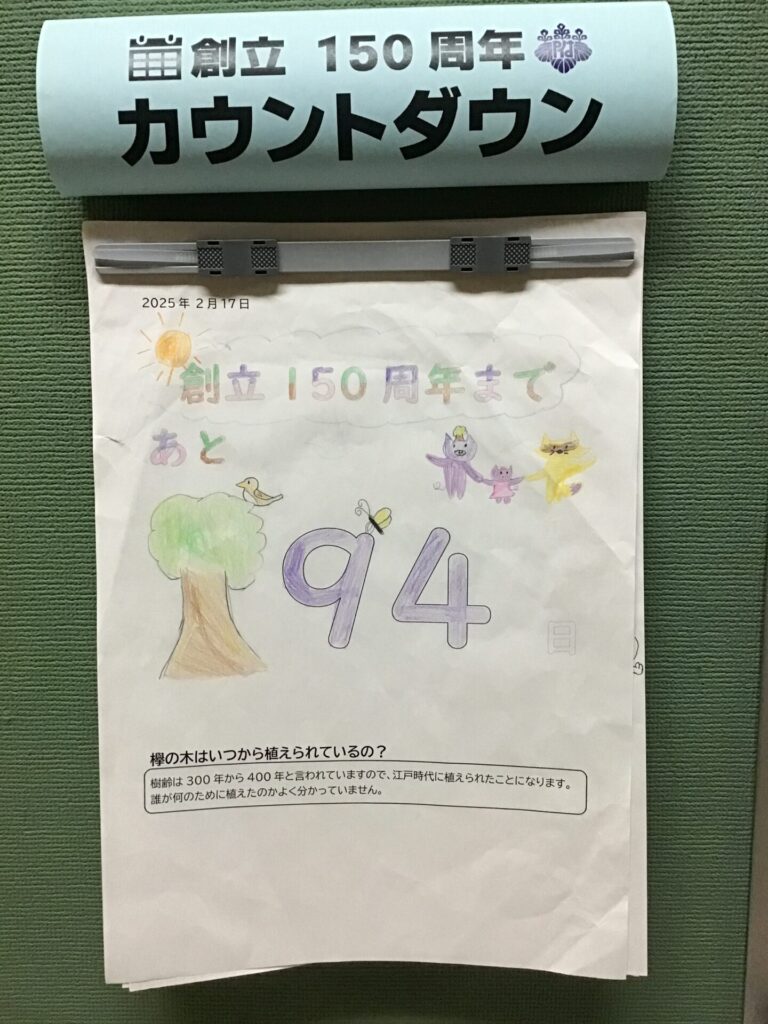 創立 150 周年
カウントダウン
2025年 2月17日
創立 150 周年まで
あと
94
日
欅の木はいつから植えられているの？
樹齢は 300 年から 400 年と言われていますので、江戸時代に植えられたことになります。
誰が何のために植えたのかよく分かっていません。